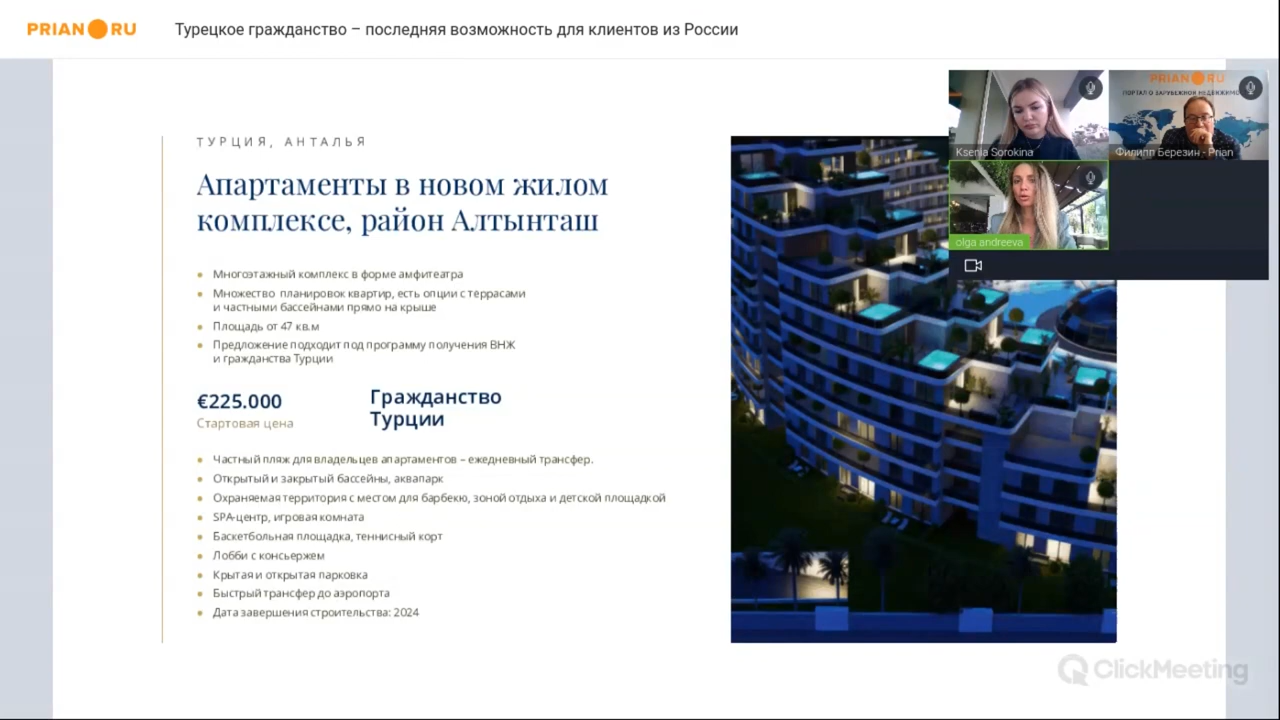 PRIAN RU
Турецкое гражданство – последняя возможность для клиентов из России
PRIAN RU
ПОРТАЛ О ЗАРУБЕЖНОЙ НЕДВИЖИМО
Ksenia Sorokina
Филипп Березин - Prian
olga andreeva
ТУРЦИЯ, АНТАЛЬЯ
Апартаменты в новом жилом
комплексе, район Алтынташ
Многоэтажный комплекс в форме амфитеатра
Множество планировок квартир, есть опции с террасами
и частными бассейнами прямо на крыше
Площадь от 47 кв.м
Предложение подходит под программу получения ВНЖ
и гражданства Турции
€225.000
Стартовая цена
Гражданство
Турции
Частный пляж для владельцев апартаментов – ежедневный трансфер.
Открытый и закрытый бассейны, аквапарк
Охраняемая территория с местом для барбекю, зоной отдыха и детской площадкой
SPA-центр, игровая комната
Баскетбольная площадка, теннисный корт
Лобби с консьержем
Крытая и открытая парковка
Быстрый трансфер до аэропорта
Дата завершения строительства: 2024
ClickMeeting